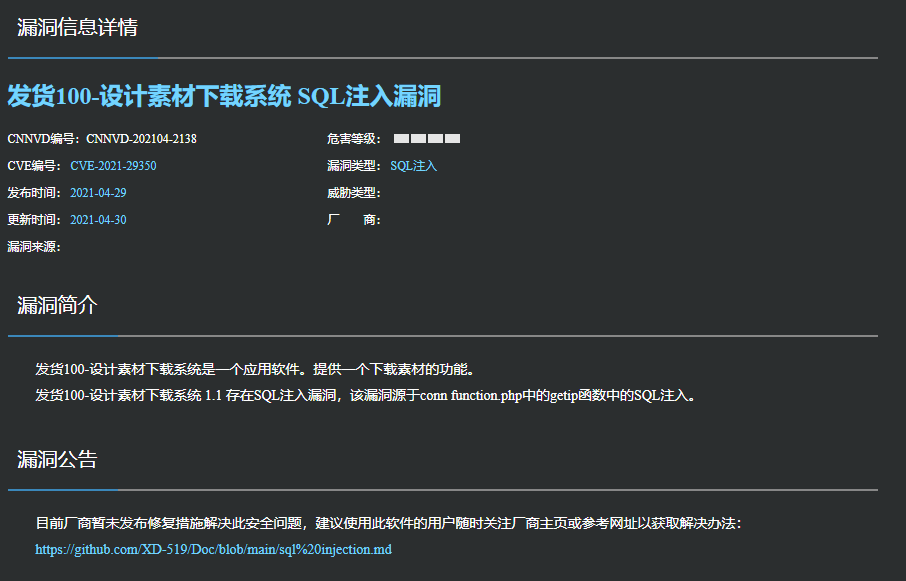 漏洞信息详情
发货100-设计素材下载系统 SQL注入漏洞
CNNVD编号：CNNVD-202104-2138
危害等级：
CVE编号： CVE-2021-29350
漏洞类型： SQL注入
发布时间： 2021-04-29
威胁类型：
更新时间： 2021-04-30
厂 商：
漏洞来源：
漏洞简介
发货100-设计素材下载系统是一个应用软件。提供一个下载素材的功能。
发货100-设计素材下载系统 1.1 存在SQL注入漏洞，该漏洞源于conn function.php中的getip函数中的SQL注入。
漏洞公告
目前厂商暂未发布修复措施解决此安全问题，建议使用此软件的用户随时关注厂商主页或参考网址以获取解决办法：
https://github.com/XD-519/Doc/blob/main/sql%20injection.md